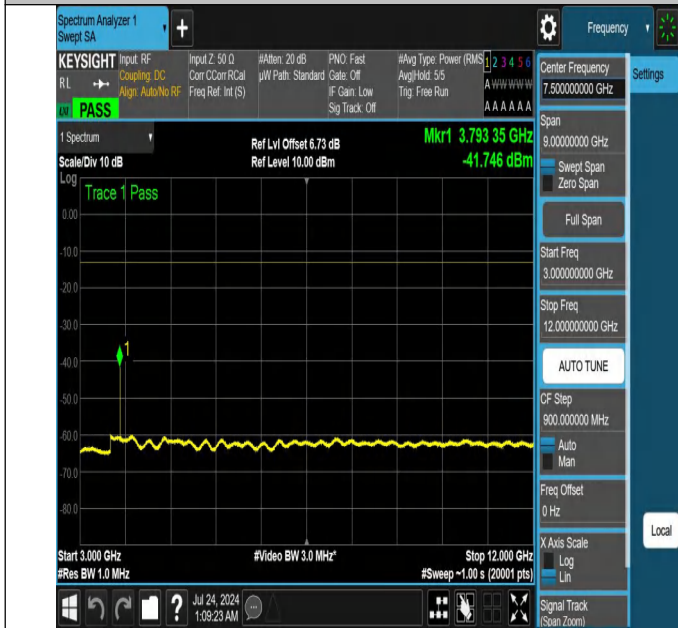 Spectrum Analyzer 1
Swept SA
+
Frequency
KEYSIGHT
RL
LXI
PASS
Input: RF
Coupling: DC
Align: Auto/No RF
Input Z: 50 Ω
Corr CCorr RCal
Freq Ref: Int (S)
#Atten: 20 dB
µW Path: Standard
PNO: Fast
Gate: Off
IF Gain: Low
Sig Track: Off
#Avg Type: Power (RMS
Avg|Hold: 5/5
Trig: Free Run
1 2 3 4 5 6
A W W W W W
A A A A A A
1 Spectrum
Scale/Div 10 dB
Ref Lvl Offset 6.73 dB
Ref Level 10.00 dBm
Mkr1 3.793 35 GHz
-41.746 dBm
Log
Trace 1 Pass
0.00
-10.0
-20.0
-30.0
-40.0
-50.0
-60.0
-70.0
-80.0
1
Start 3.000 GHz
#Res BW 1.0 MHz
#Video BW 3.0 MHz*
Stop 12.000 GHz
#Sweep ~1.00 s (20001 pts)
?
Jul 24, 2024
1:09:23 AM
Center Frequency
7.500000000 GHz
Span
9.00000000 GHz
Swept Span
Zero Span
Full Span
Start Freq
3.000000000 GHz
Stop Freq
12.000000000 GHz
AUTO TUNE
CF Step
900.000000 MHz
Auto
Man
Freq Offset
0 Hz
X Axis Scale
Log
Lin
Signal Track
(Span Zoom)
Settings
Local